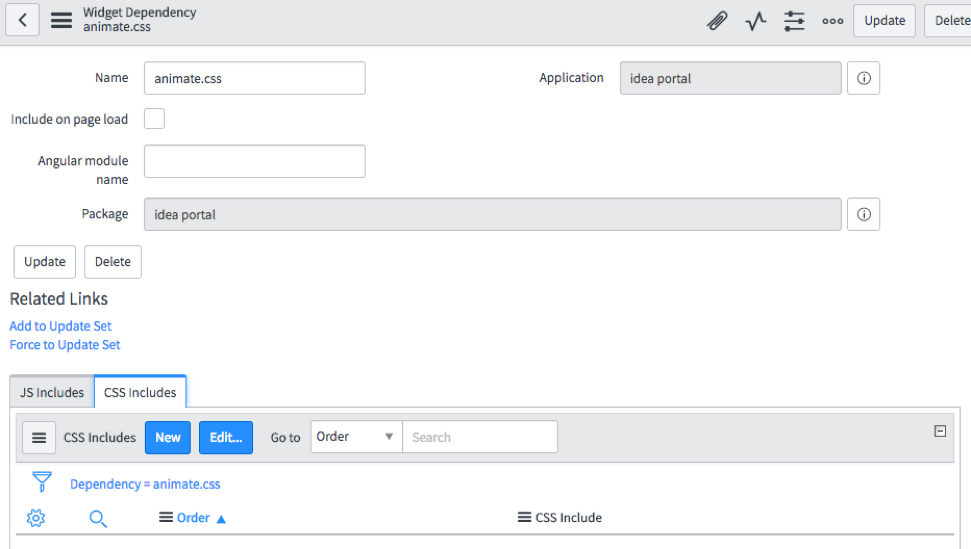 Widget Dependency
animate.css
Update
Delete
Name
animate.css
Application
idea portal
Include on page load
Angular module
name
Package
idea portal
Update
Delete
Related Links
Add to Update Set
Force to Update Set
JS Includes
CSS Includes
CSS Includes
New
Edit...
Go to
Order
Search
Dependency = animate.css
Order
CSS Include